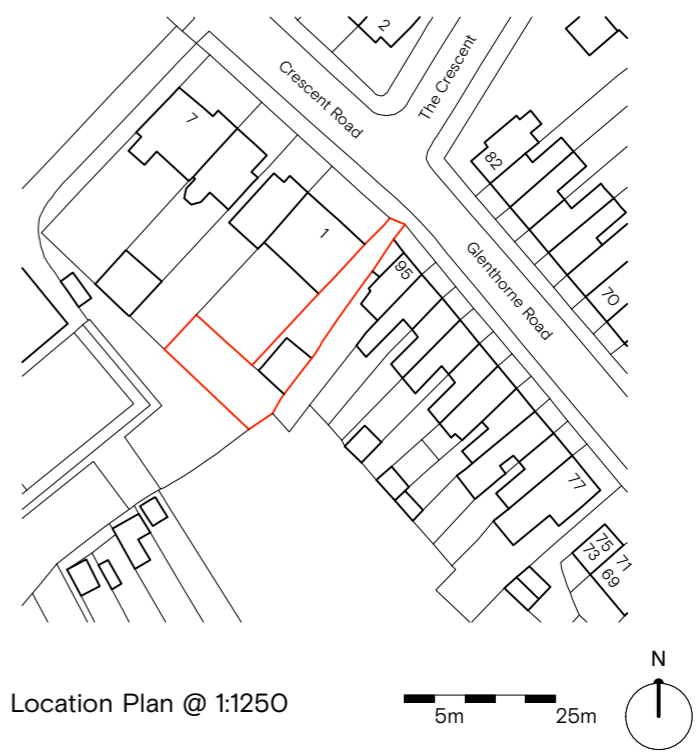 2
Crescent Road
The Crescent
7
82
1
95
Glenthorne Road
70
77
75
73
71
69
N
Location Plan @ 1:1250
5m
25m